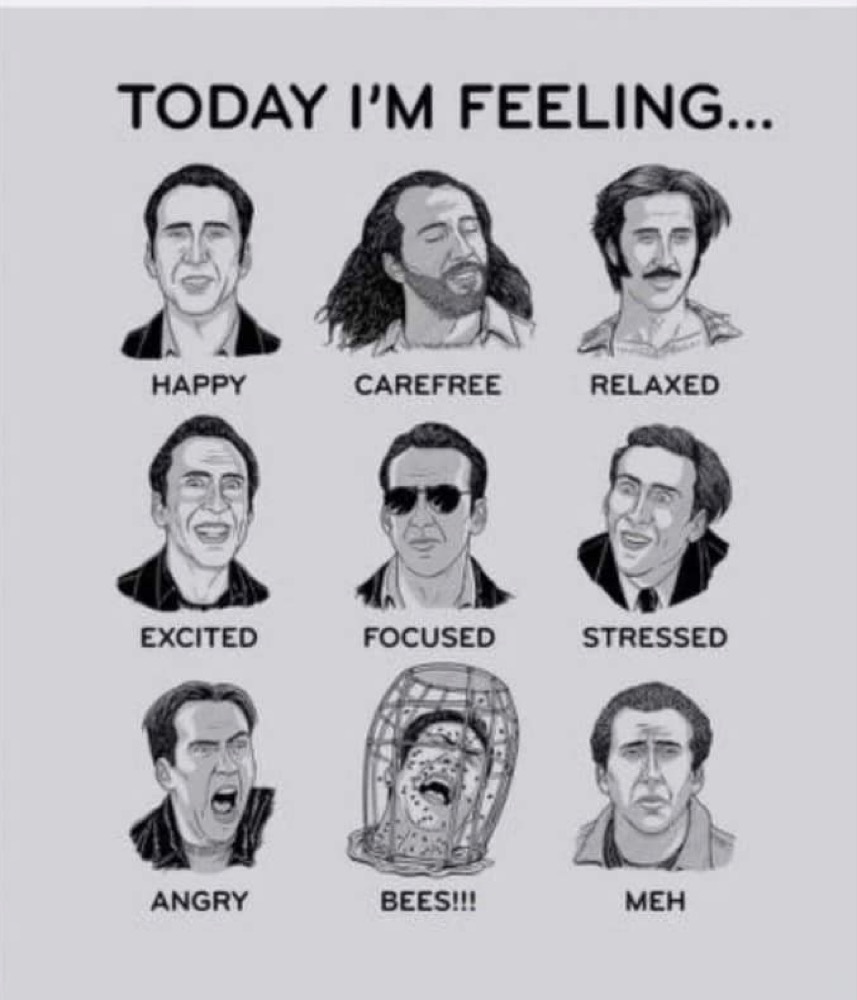 TODAY I'M FEELING...
HAPPY CAREFREE RELAXED
EXCITED FOCUSED STRESSED
ANGRY BEES!!! MEH